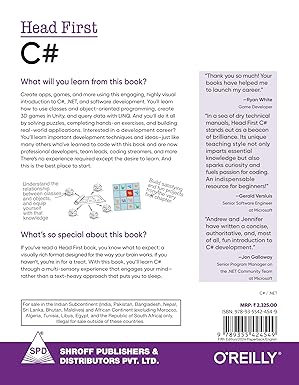 Head First
C#
What will you learn from this book?
Create apps, games, and more using this engaging, highly visual
introduction to C#, .NET, and software development. You'll learn
how to use classes and object-oriented programming, create
3D games in Unity, and query data with LINQ. And you'll do it all
by solving puzzles, completing hands-on exercises, and building
real-world applications. Interested in a development career?
You'll learn important development techniques and ideas—just like
many others who've learned to code with this book and are now
professional developers, team leads, coding streamers, and more.
There's no experience required except the desire to learn. And
this is the best place to start.
Understand the
relationship
between classes
and objects,
and equip
yourself with
that knowledge
What's so special about this book?
If you've read a Head First book, you know what to expect: a
visually rich format designed for the way your brain works. If you
haven't, you're in for a treat. With this book, you'll learn C#
through a multi-sensory experience that engages your mind—
rather than a text-heavy approach that puts you to sleep.
"Thank you so much! Your
books have helped me
to launch my career."
—Ryan White
Game Developer
"In a sea of dry technical
manuals, Head First C#
stands out as a beacon
of brilliance. Its unique
teaching style not only
imparts essential
knowledge but also
sparks curiosity and
fuels passion for coding.
An indispensable
resource for beginners!"
—Gerald Versluis
Senior Software Engineer
at Microsoft
"Andrew and Jennifer
have written a concise,
authoritative, and, most
of all, fun introduction to
C# development."
—Jon Galloway
Senior Program Manager on
the .NET Community Team
at Microsoft
C# / .NET
For sale in the Indian Subcontinent (India, Pakistan, Bangladesh, Nepal,
Sri Lanka, Bhutan, Maldives) and African Continent (excluding Morocco,
Algeria, Tunisia, Libya, Egypt, and the Republic of South Africa) only.
Illegal for sale outside of these countries.
MRP: ₹ 2,325.00
ISBN: 978-93-5542-454-9
9 789355 424549
Fifth Edition/2024/Paperback/English
SPD
SHROFF PUBLISHERS &
DISTRIBUTORS PVT. LTD.
O'REILLY®